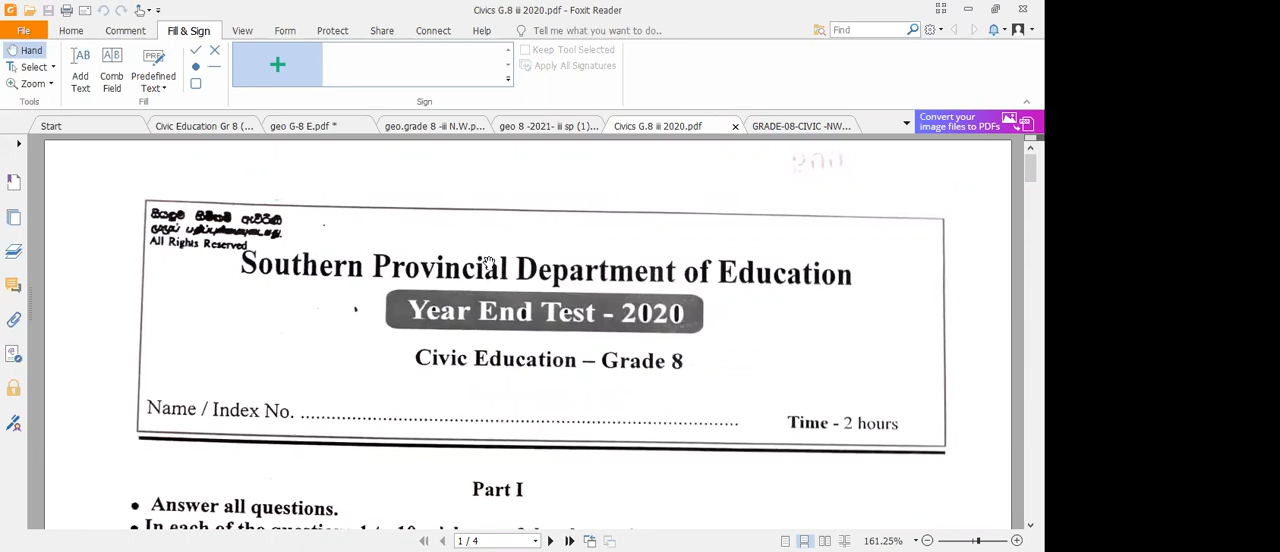 Civics G.8 ii 2020.pdf - Foxit Reader
File Home Comment Fill & Sign View Form Protect Share Connect Help Tell me what you want to do.. Find
Hand
Select
Zoom
Tools
Add Text
Comb Field
Predefined Text
Fill
Keep Tool Selected
Apply All Signatures
Sign
Start Civic Education Gr 8 (... geo G-8 E.pdf * geo.grade 8 -ii N.W.p... geo 8 -2021- ii sp (1)... Civics G.8 ii 2020.pdf GRADE-08-CIVIC -NW...
Convert your
image files to PDFs
All Rights Reserved
Southern Provincial Department of Education
Year End Test - 2020
Civic Education – Grade 8
Name / Index No. ..........................................................................................
Time - 2 hours
Part I
• Answer all questions.
1 / 4
161.25%